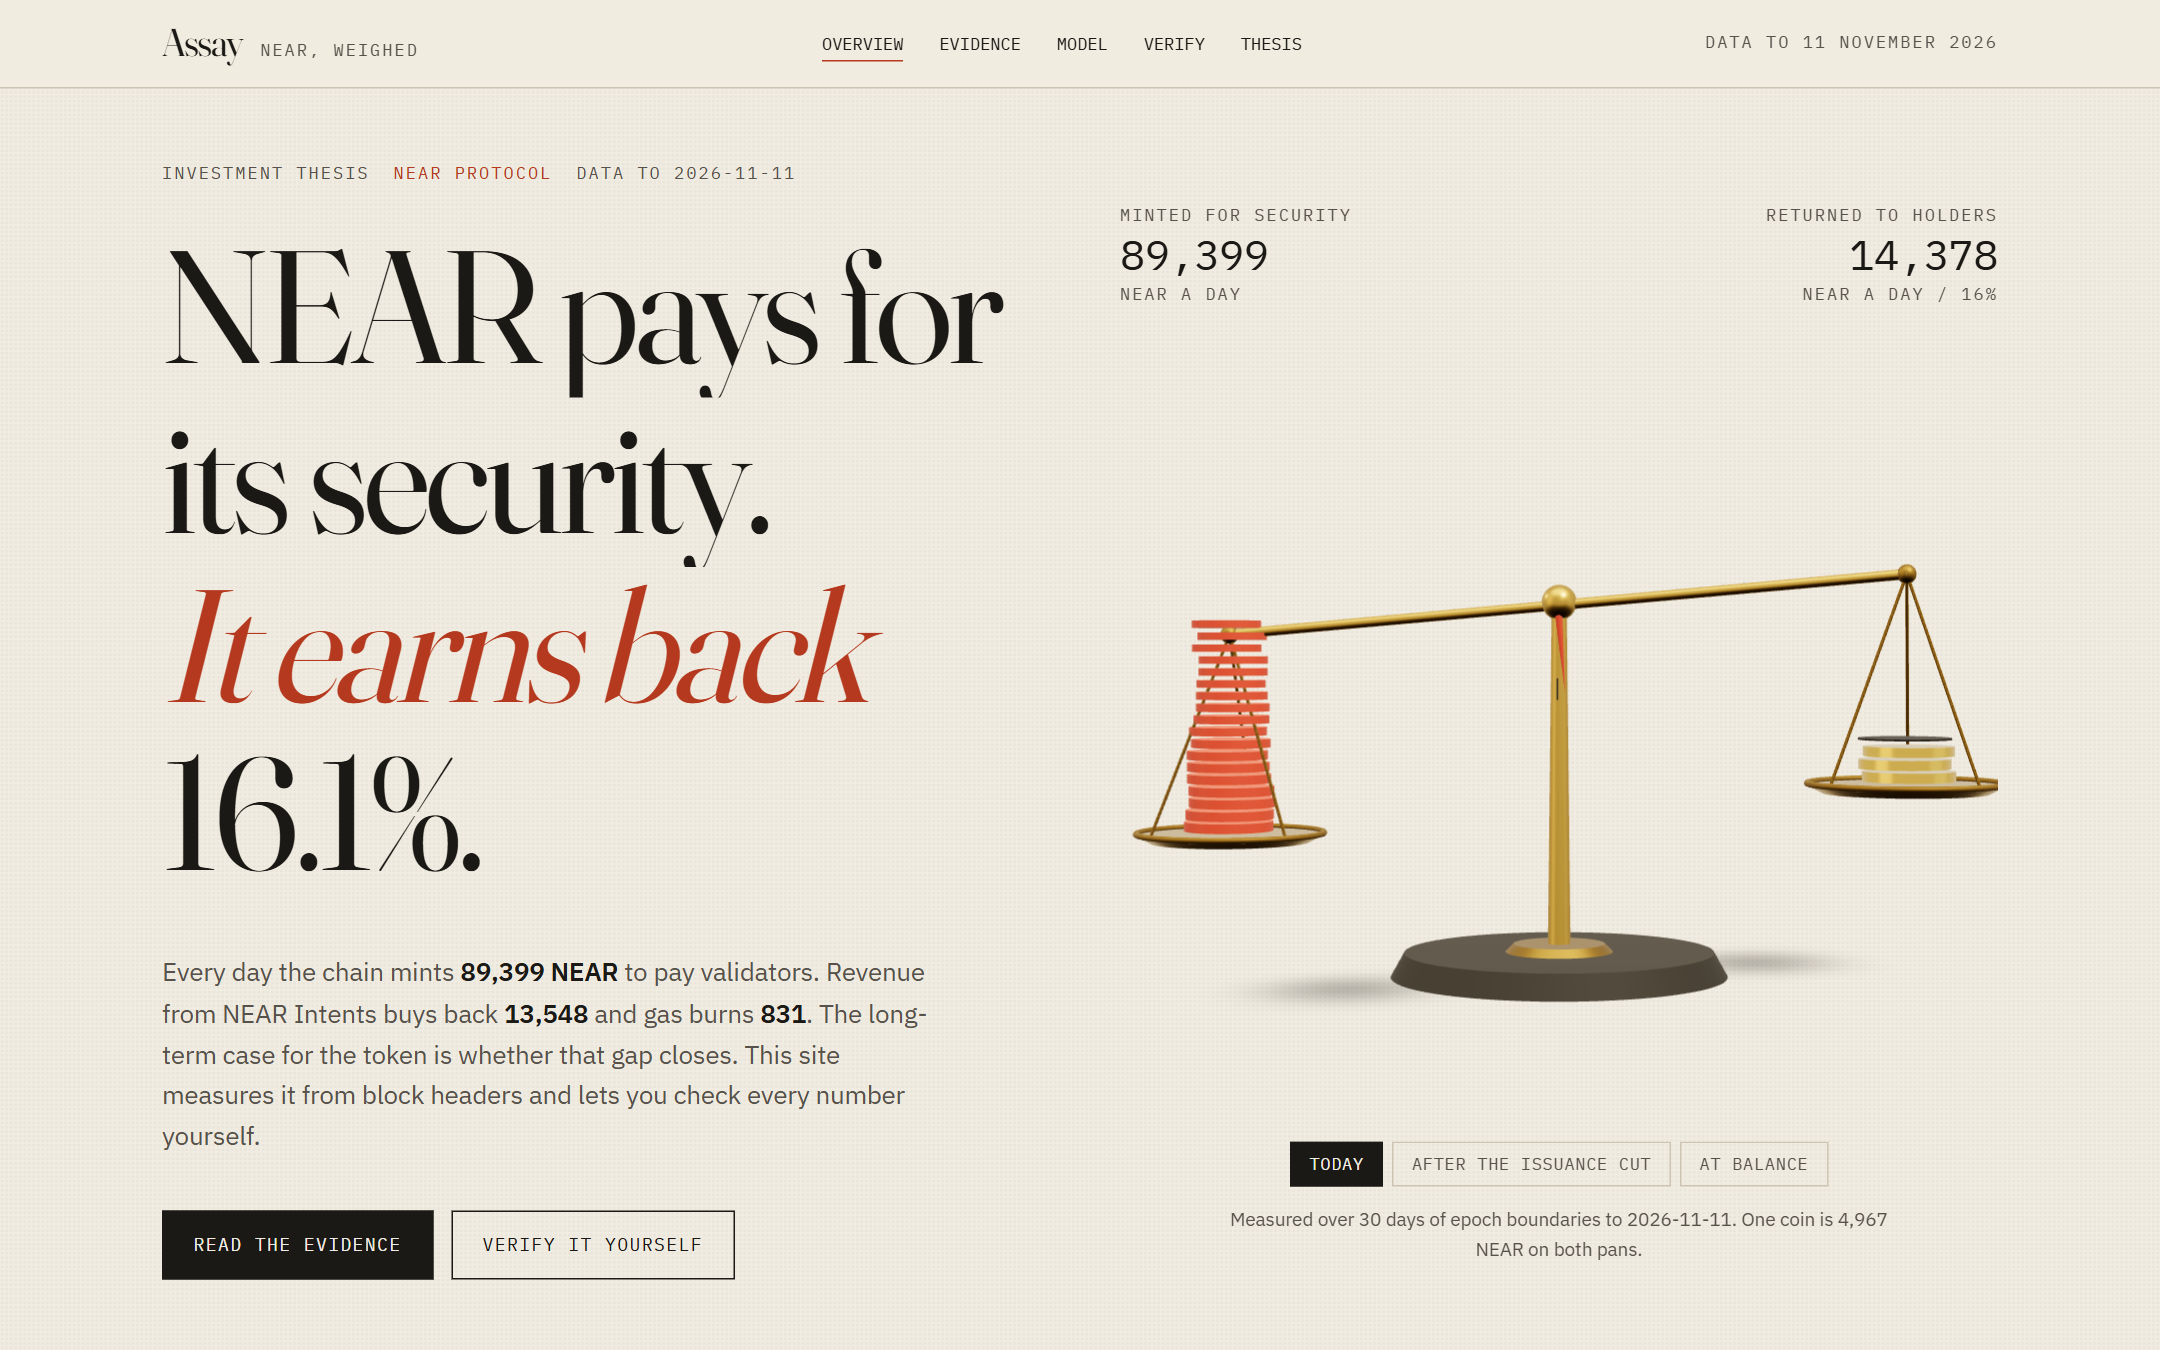 Assay NEAR, WEIGHED
OVERVIEW EVIDENCE MODEL VERIFY THESIS
DATA TO 11 NOVEMBER 2026
INVESTMENT THESIS NEAR PROTOCOL DATA TO 2026-11-11
NEAR pays for
its security.
It earns back
16.1%.
Every day the chain mints 89,399 NEAR to pay validators. Revenue
from NEAR Intents buys back 13,548 and gas burns 831. The long-
term case for the token is whether that gap closes. This site
measures it from block headers and lets you check every number
yourself.
READ THE EVIDENCE
VERIFY IT YOURSELF
MINTED FOR SECURITY
89,399
NEAR A DAY
RETURNED TO HOLDERS
14,378
NEAR A DAY / 16%
TODAY
AFTER THE ISSUANCE CUT
AT BALANCE
Measured over 30 days of epoch boundaries to 2026-11-11. One coin is 4,967
NEAR on both pans.